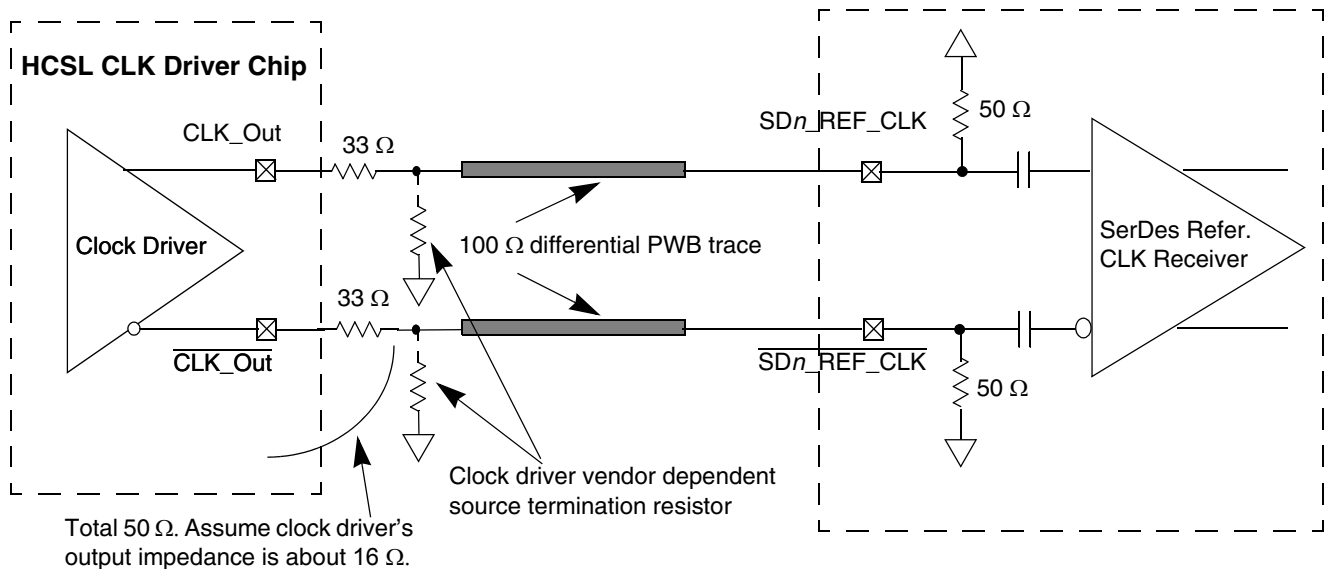 HCSL CLK Driver Chip
CLK_Out
33 Ω
SDn_REF_CLK
50 Ω
Clock Driver
100 Ω differential PWB trace
SerDes Refer.
CLK Receiver
33 Ω
CLK_Out
SDn_REF_CLK
50 Ω
Clock driver vendor dependent
source termination resistor
Total 50 Ω. Assume clock driver's
output impedance is about 16 Ω.